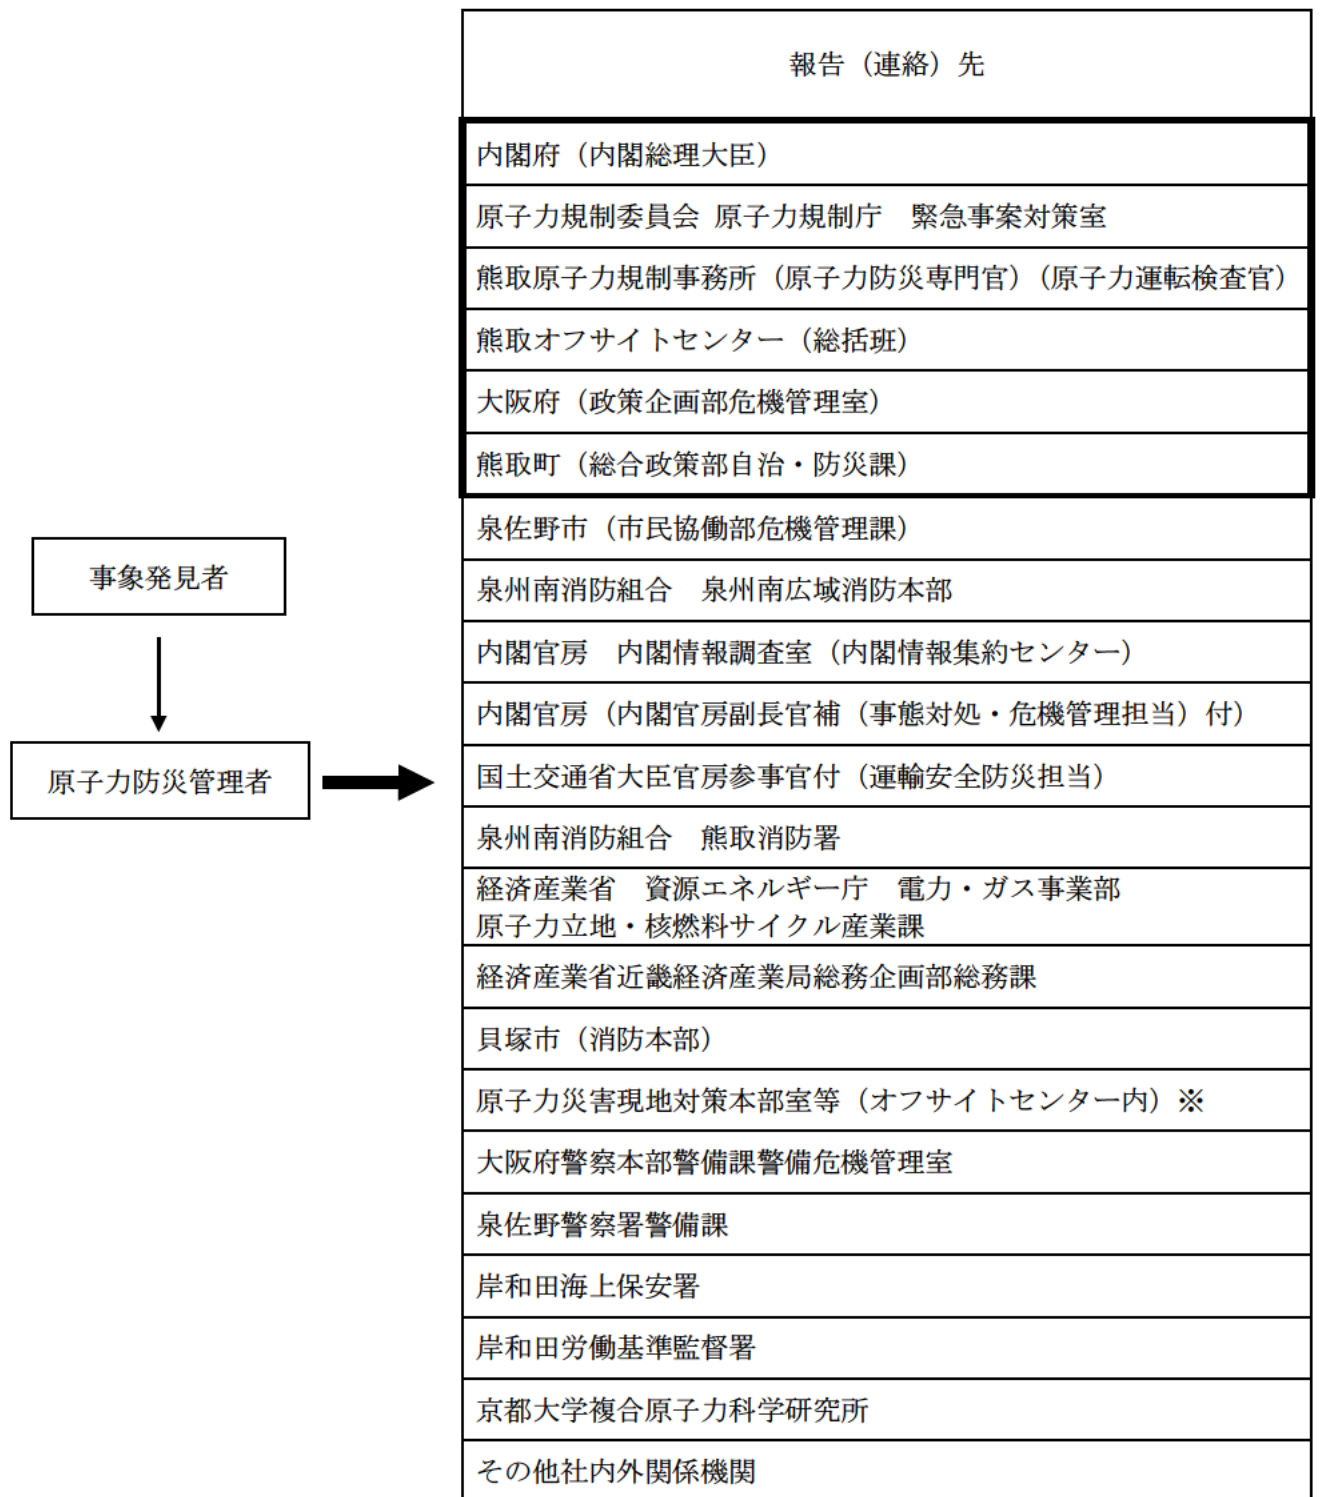 報告（連絡）先
内閣府（内閣総理大臣）
原子力規制委員会 原子力規制庁　緊急事案対策室
熊取原子力規制事務所（原子力防災専門官）（原子力運転検査官）
熊取オフサイトセンター（総括班）
大阪府（政策企画部危機管理室）
熊取町（総合政策部自治・防災課）
泉佐野市（市民協働部危機管理課）
泉州南消防組合　泉州南広域消防本部
内閣官房　内閣情報調査室（内閣情報集約センター）
内閣官房（内閣官房副長官補（事態対処・危機管理担当）付）
国土交通省大臣官房参事官付（運輸安全防災担当）
泉州南消防組合　熊取消防署
経済産業省　資源エネルギー庁　電力・ガス事業部
原子力立地・核燃料サイクル産業課
経済産業省近畿経済産業局総務企画部総務課
貝塚市（消防本部）
原子力災害現地対策本部室等（オフサイトセンター内）※
大阪府警察本部警備課警備危機管理室
泉佐野警察署警備課
岸和田海上保安署
岸和田労働基準監督署
京都大学複合原子力科学研究所
その他社内外関係機関
事象発見者
原子力防災管理者